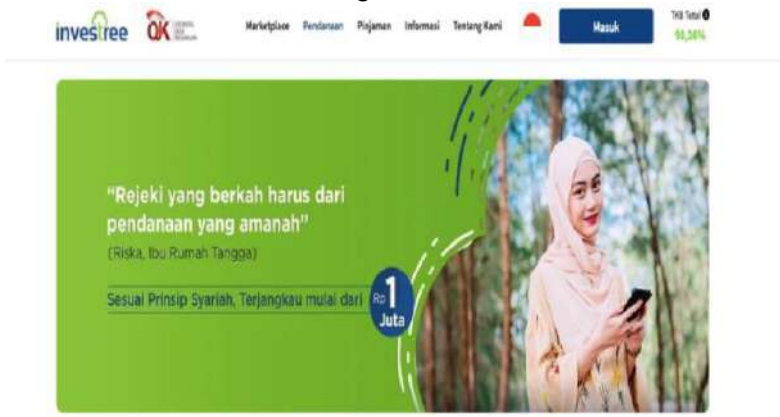 investree OJK
Marketplace Pendanaan Pinjaman Informasi Tentang Kami Masuk TKB Total
"Rejeki yang berkah harus dari
pendanaan yang amanah"
(Riska, Ibu Rumah Tangga)
Sesuai Prinsip Syariah, Terjangkau mulai dari Rp 1
Juta